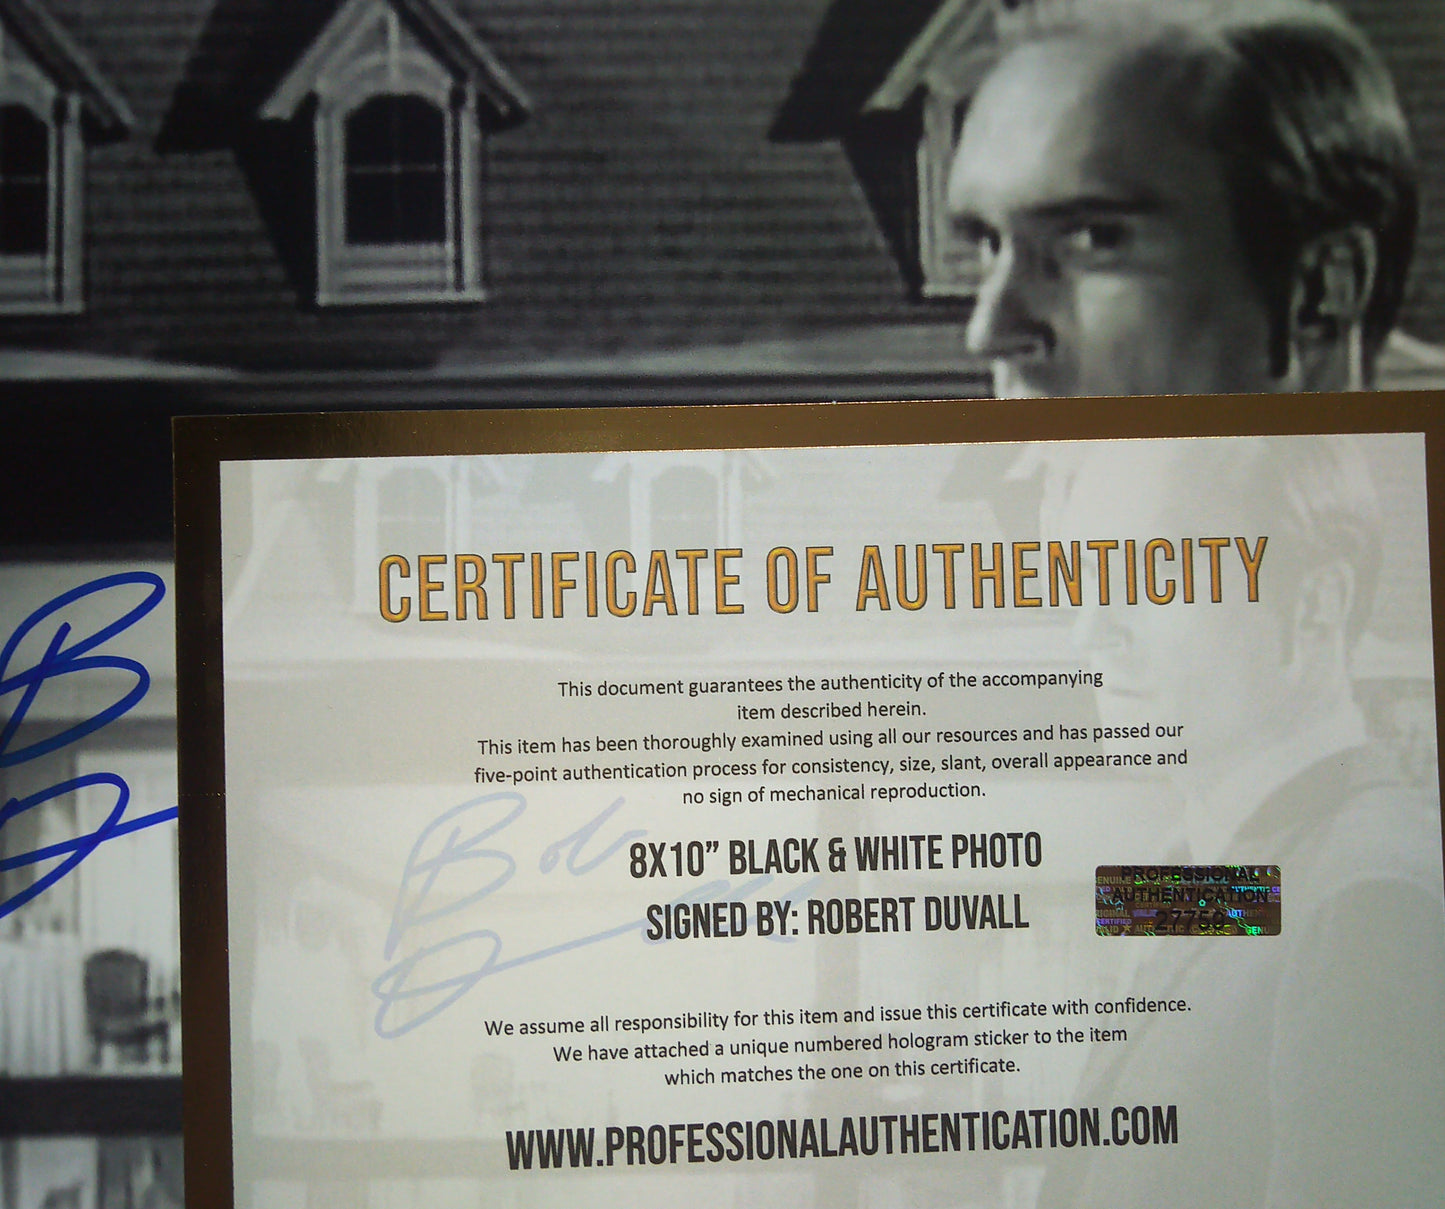 CERTIFICATE OF AUTHENTICITY
This document guarantees the authenticity of the accompanying
item described herein.
This item has been thoroughly examined using all our resources and has passed our
five-point authentication process for consistency, size, slant, overall appearance and
no sign of mechanical reproduction.
8X10” BLACK & WHITE PHOTO
SIGNED BY: ROBERT DUVALL
PROFESSIONAL
AUTHENTICATION
We assume all responsibility for this item and issue this certificate with confidence.
We have attached a unique numbered hologram sticker to the item
which matches the one on this certificate.
WWW.PROFESSIONALAUTHENTICATION.COM